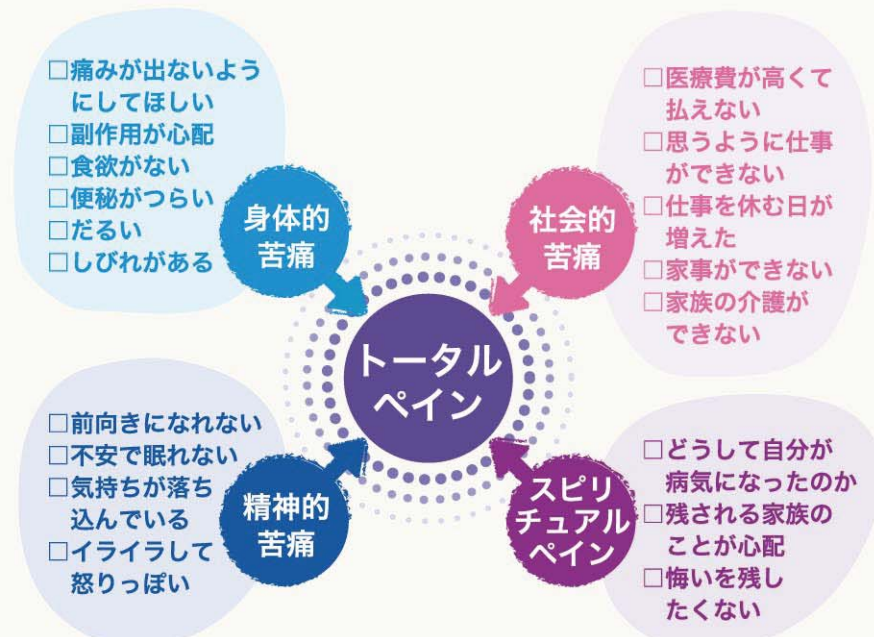 □痛みが出ないよう
にしてほしい
□副作用が心配
□食欲がない
□便秘がつらい
□だるい
□しびれがある
身体的
苦痛
□医療費が高くて
払えない
□思うように仕事
ができない
□仕事を休む日が
増えた
□家事ができない
□家族の介護が
できない
社会的
苦痛
トータル
ペイン
□前向きになれない
□不安で眠れない
□気持ちが落ち
込んでいる
□イライラして
怒りっぽい
精神的
苦痛
スピリ
チュアル
ペイン
□どうして自分が
病気になったのか
□残される家族の
ことが心配
□悔いを残し
たくない